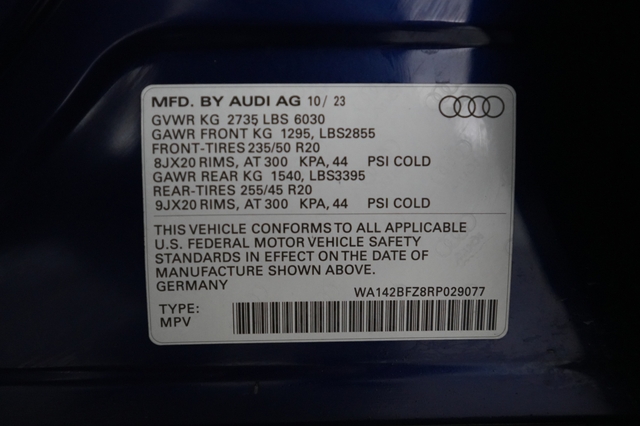 MFD. BY AUDI AG 10/ 23
GVWR KG 2735 LBS 6030
GAWR FRONT KG 1295, LBS2855
FRONT-TIRES 235/50 R20
8JX20 RIMS, AT 300 KPA, 44 PSI COLD
GAWR REAR KG 1540, LBS3395
REAR-TIRES 255/45 R20
9JX20 RIMS, AT 300 KPA, 44 PSI COLD
THIS VEHICLE CONFORMS TO ALL APPLICABLE
U.S. FEDERAL MOTOR VEHICLE SAFETY
STANDARDS IN EFFECT ON THE DATE OF
MANUFACTURE SHOWN ABOVE.
GERMANY WA142BFZ8RP029077
TYPE:
MPV